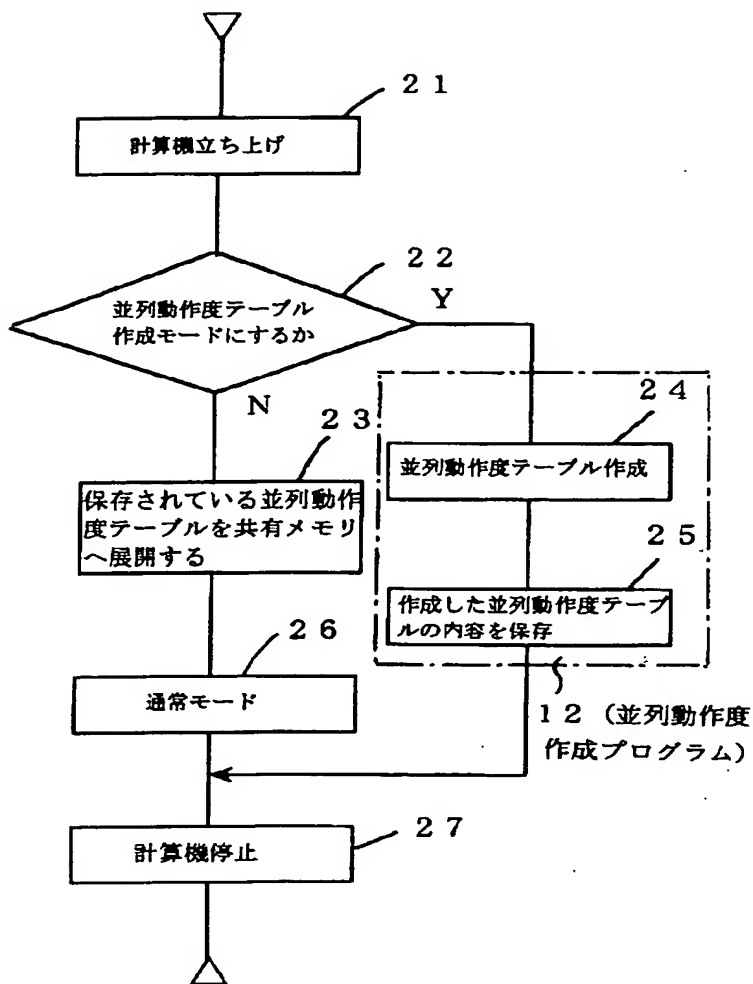 ２１
計算機立ち上げ
２２
並列動作度テーブル
作成モードにするか
Y
N
２３
保存されている並列動作
度テーブルを共有メモリ
へ展開する
２４
並列動作度テーブル作成
２５
作成した並列動作度テーブ
ルの内容を保存
１２（並列動作度
作成プログラム）
２６
通常モード
２７
計算機停止